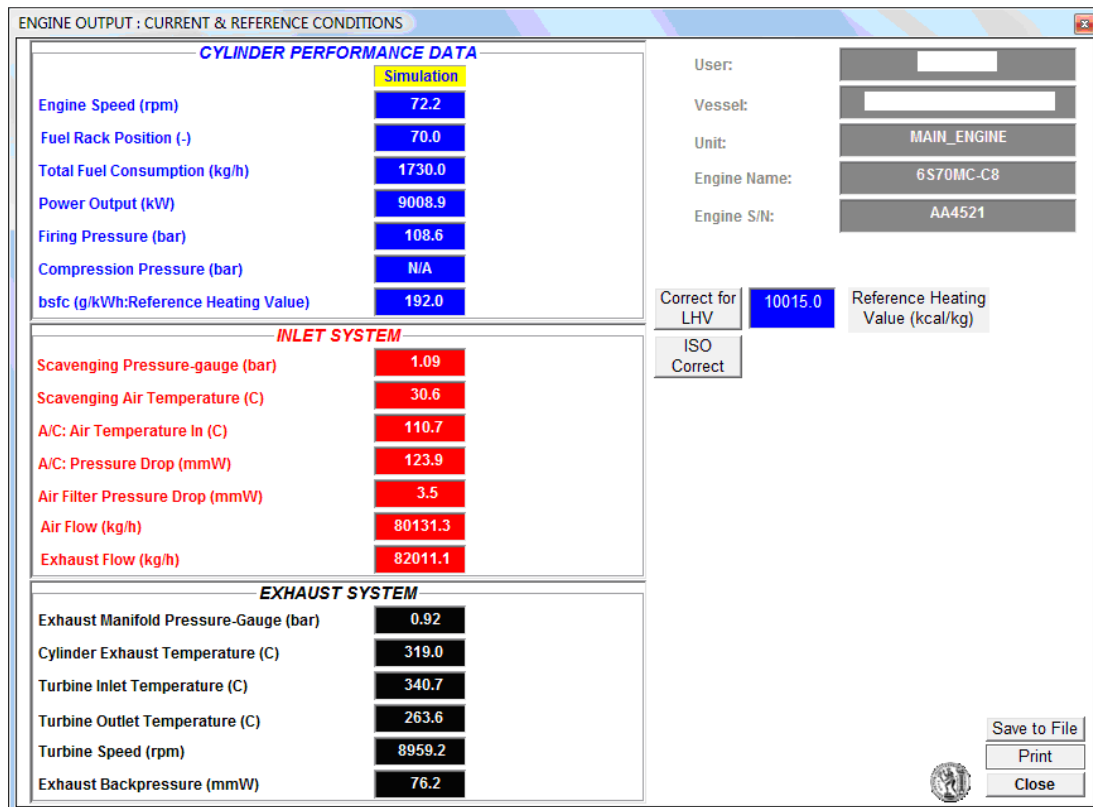 ENGINE OUTPUT : CURRENT & REFERENCE CONDITIONS
CYLINDER PERFORMANCE DATA
Simulation
Engine Speed (rpm) 72.2
Fuel Rack Position (-) 70.0
Total Fuel Consumption (kg/h) 1730.0
Power Output (kW) 9008.9
Firing Pressure (bar) 108.6
Compression Pressure (bar) N/A
bsfc (g/kWh:Reference Heating Value) 192.0
INLET SYSTEM
Scavenging Pressure-gauge (bar) 1.09
Scavenging Air Temperature (C) 30.6
A/C: Air Temperature In (C) 110.7
A/C: Pressure Drop (mmW) 123.9
Air Filter Pressure Drop (mmW) 3.5
Air Flow (kg/h) 80131.3
Exhaust Flow (kg/h) 82011.1
EXHAUST SYSTEM
Exhaust Manifold Pressure-Gauge (bar) 0.92
Cylinder Exhaust Temperature (C) 319.0
Turbine Inlet Temperature (C) 340.7
Turbine Outlet Temperature (C) 263.6
Turbine Speed (rpm) 8959.2
Exhaust Backpressure (mmW) 76.2
User:
Vessel:
Unit: MAIN_ENGINE
Engine Name: 6S70MC-C8
Engine S/N: AA4521
Correct for
LHV
10015.0
Reference Heating
Value (kcal/kg)
ISO
Correct
Save to File
Print
Close